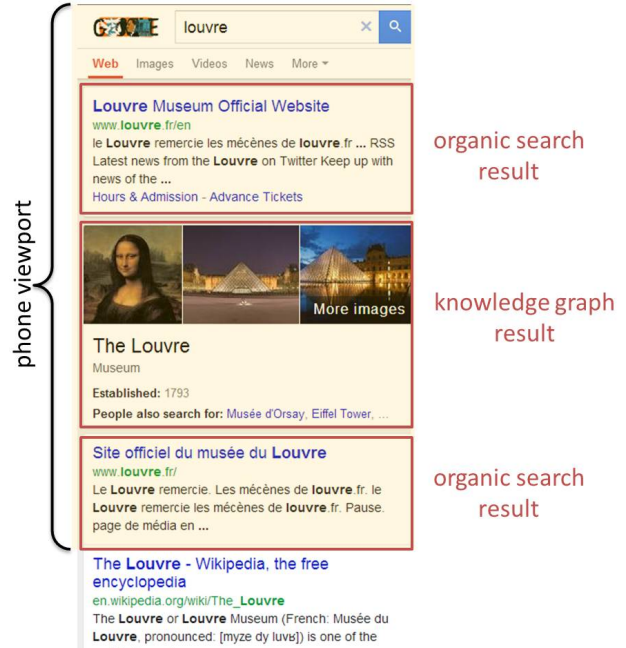 louvre
Web Images Videos News More
Louvre Museum Official Website
www.louvre.fr/en
le Louvre remercie les mécènes de louvre.fr ... RSS
Latest news from the Louvre on Twitter Keep up with
news of the ...
Hours & Admission - Advance Tickets
organic search
result
More images
The Louvre
Museum
Established: 1793
People also search for: Musée d'Orsay, Eiffel Tower, ...
knowledge graph
result
phone viewport
Site officiel du musée du Louvre
www.louvre.fr/
Le Louvre remercie. Les mécènes de louvre.fr. le
Louvre remercie les mécènes de louvre.fr. Pause.
page de média en ...
organic search
result
The Louvre - Wikipedia, the free
encyclopedia
en.wikipedia.org/wiki/The_Louvre
The Louvre or Louvre Museum (French: Musée du
Louvre, pronounced: [myze dy luvʁ]) is one of the